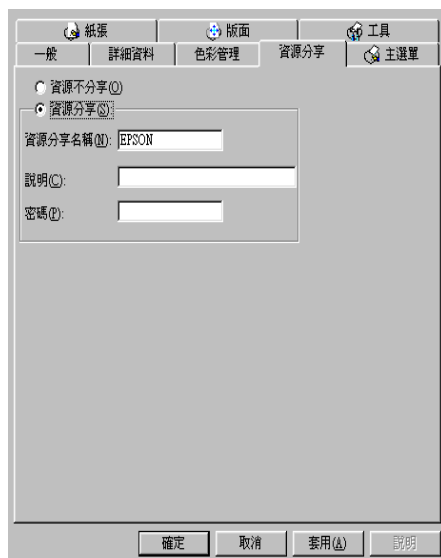 紙張 版面 工具
一般 詳細資料 色彩管理 資源分享 主選單
資源不分享(O)
資源分享(S)
資源分享名稱(N): EPSON
說明(C):
密碼(P):
確定 取消 套用(A) 說明